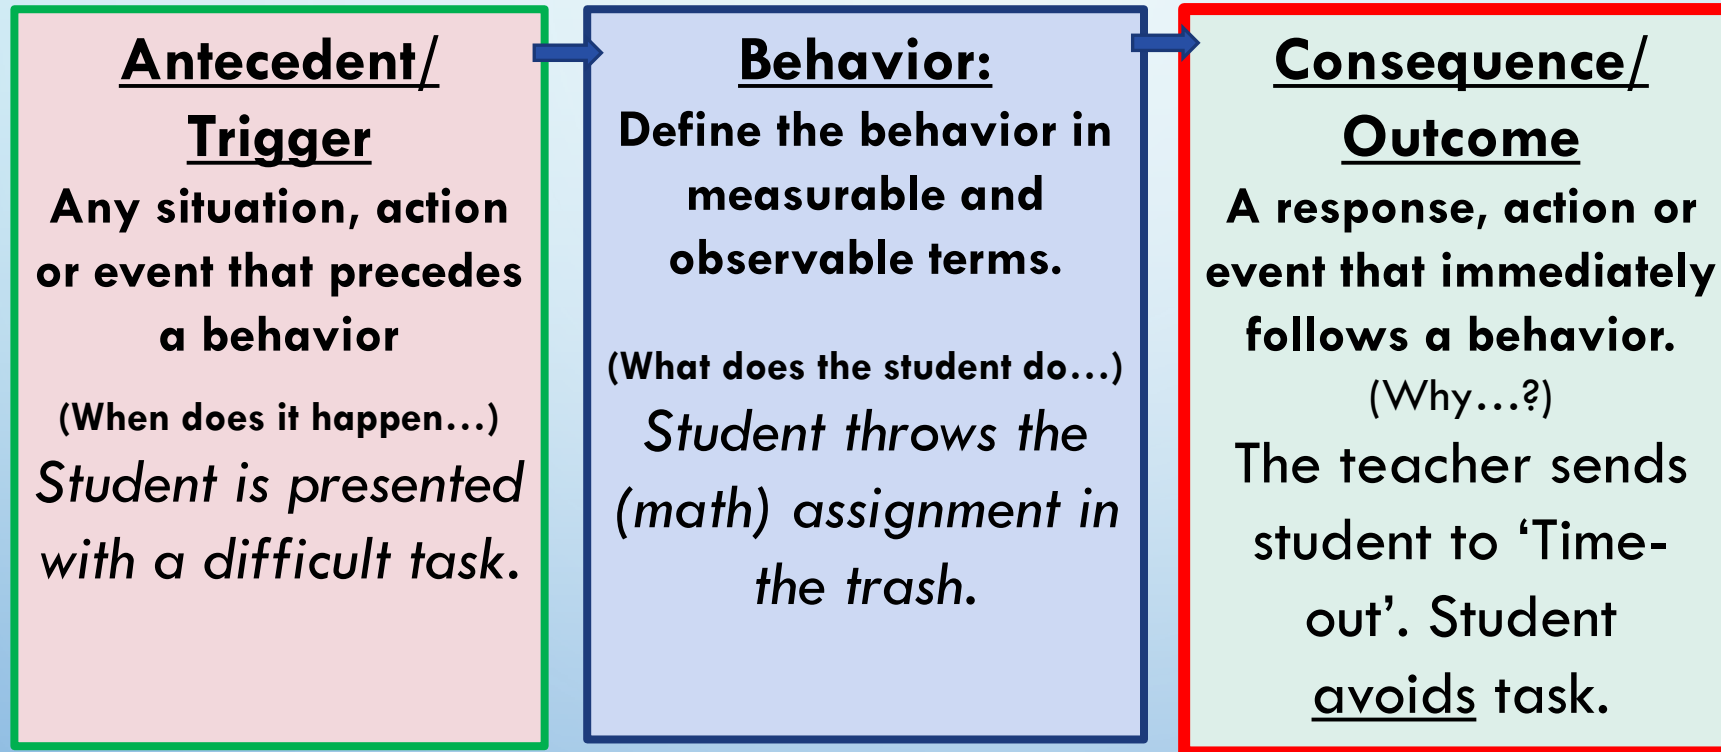 Antecedent/
Trigger
Any situation, action
or event that precedes
a behavior
(When does it happen...)
Student is presented
with a difficult task.
Behavior:
Define the behavior in
measurable and
observable terms.
(What does the student do...)
Student throws the
(math) assignment in
the trash.
Consequence/
Outcome
A response, action or
event that immediately
follows a behavior.
(Why...?)
The teacher sends
student to ‘Time-
out’. Student
avoids task.